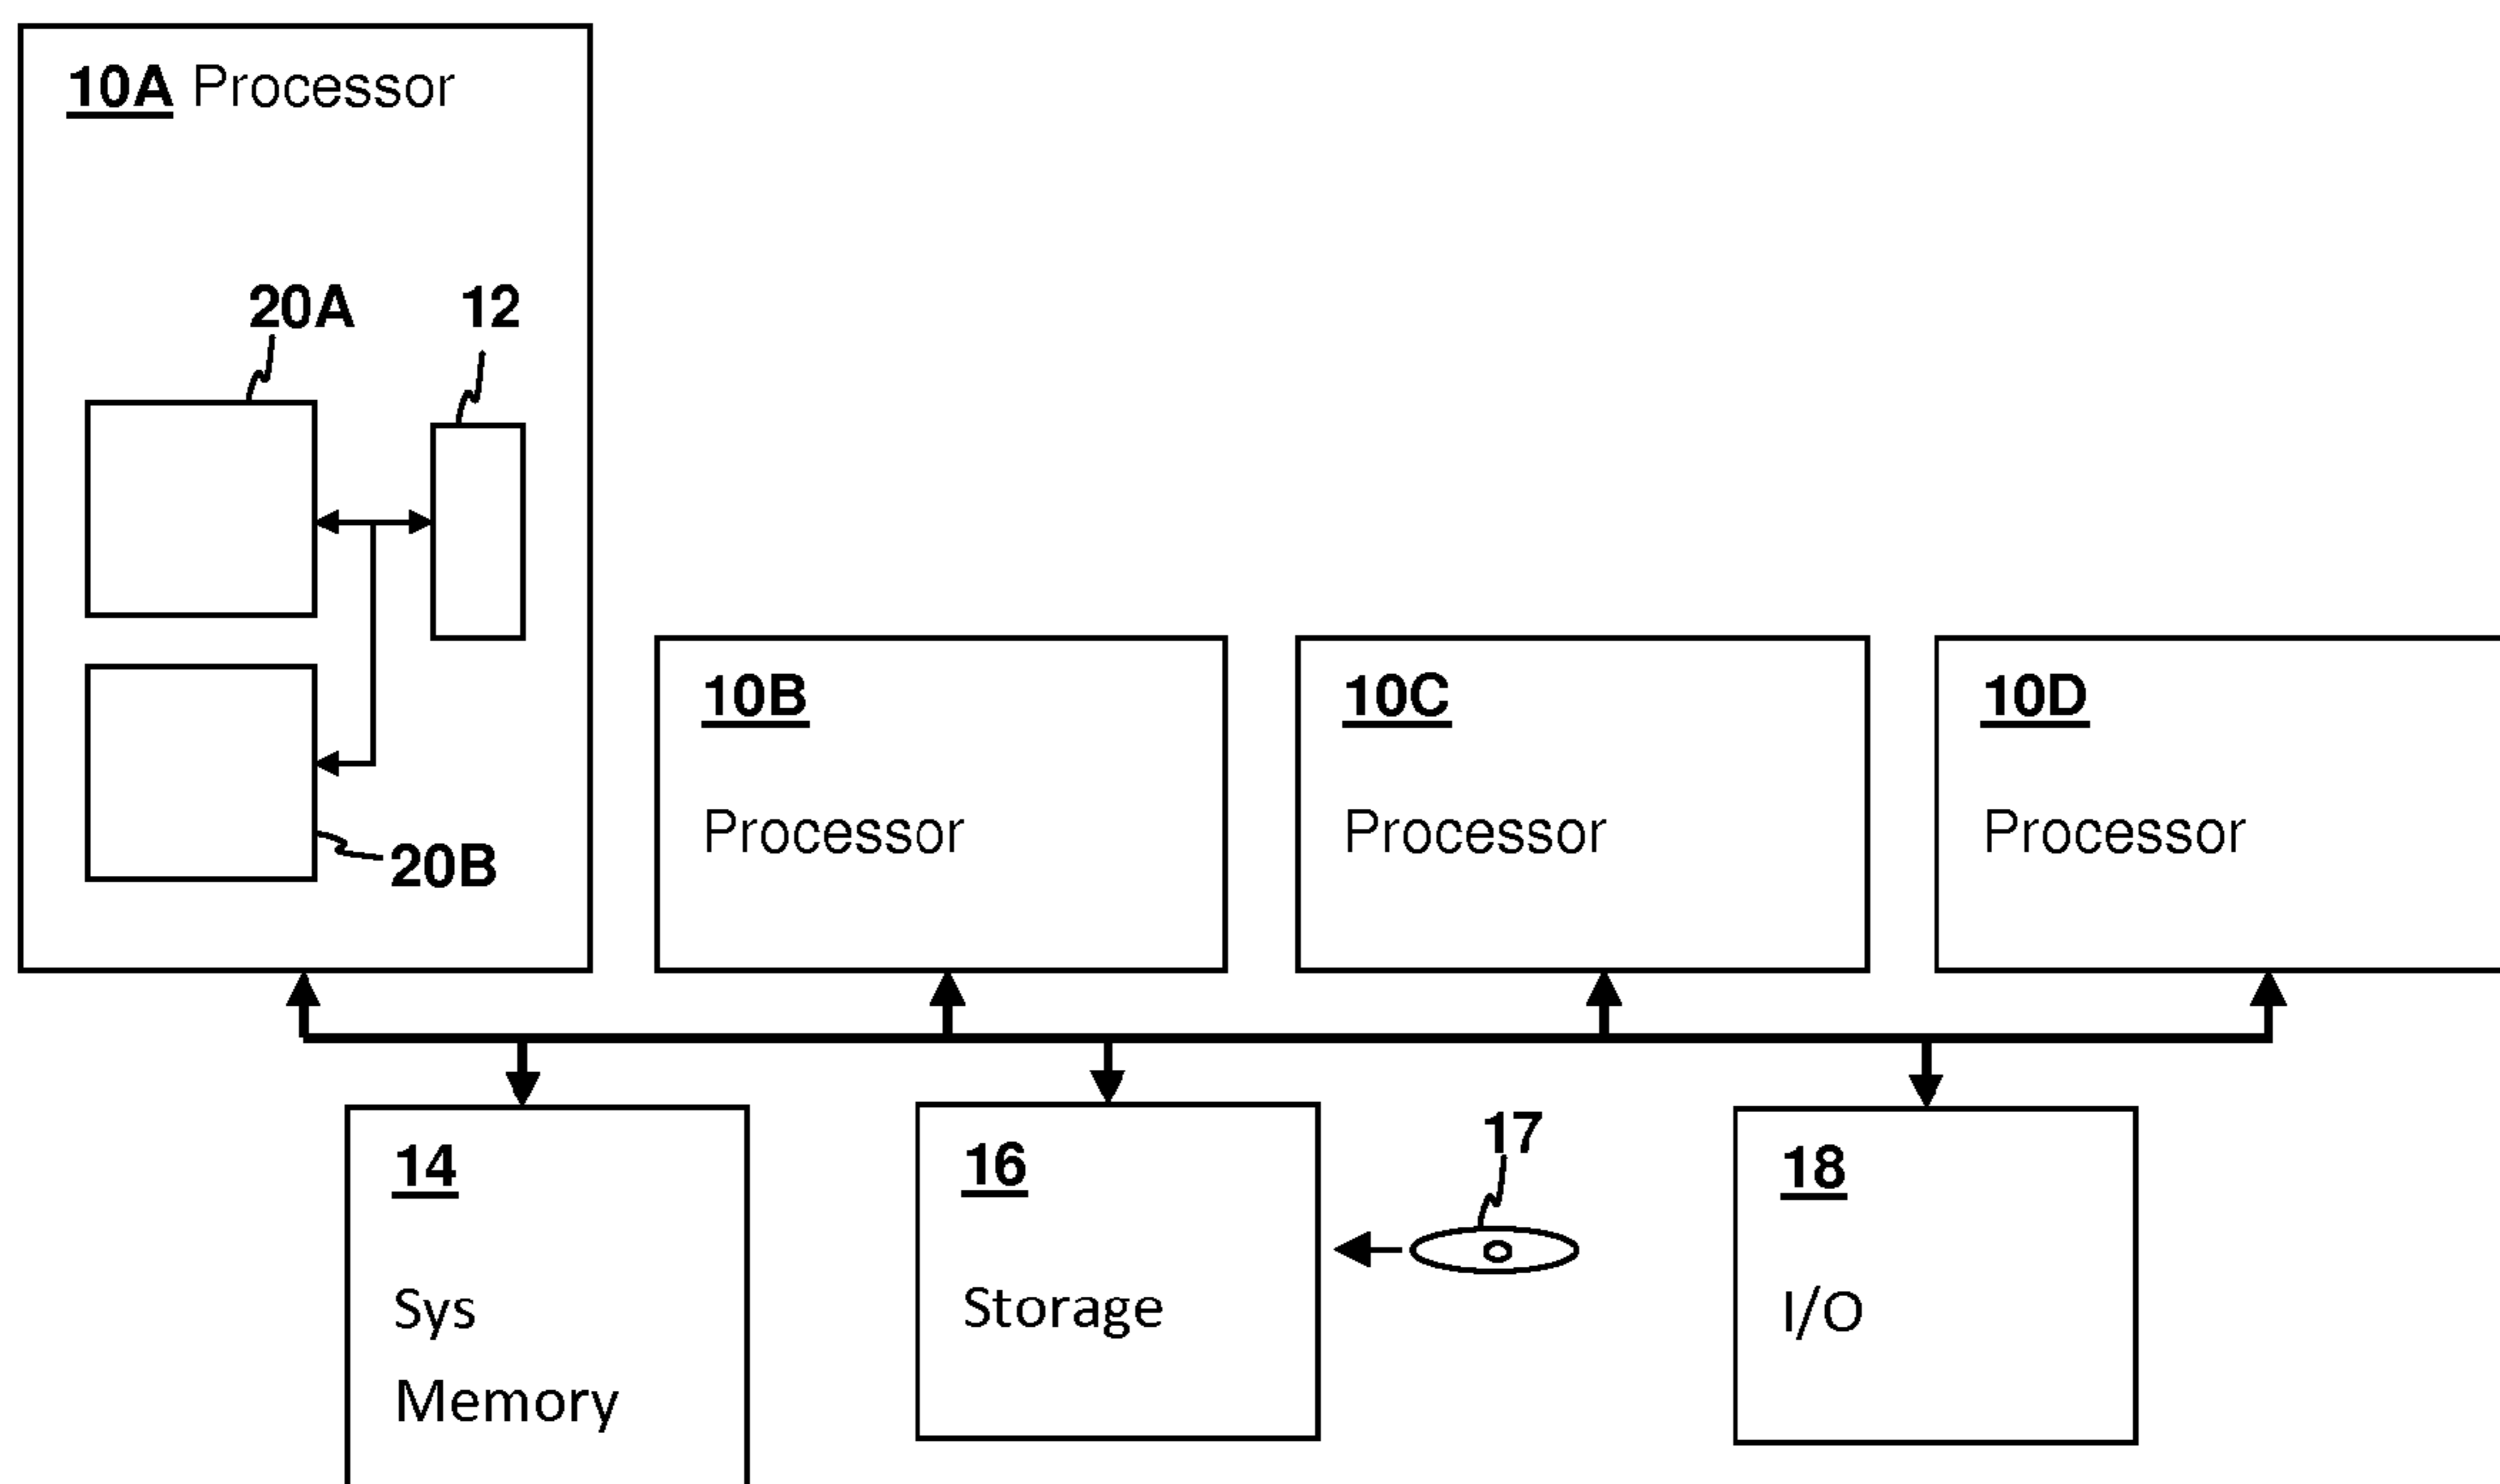 10A Processor
20A
12
20B
10B
Processor
10C
Processor
10D
Processor
14
Sys
Memory
16
Storage
17
18
I/O